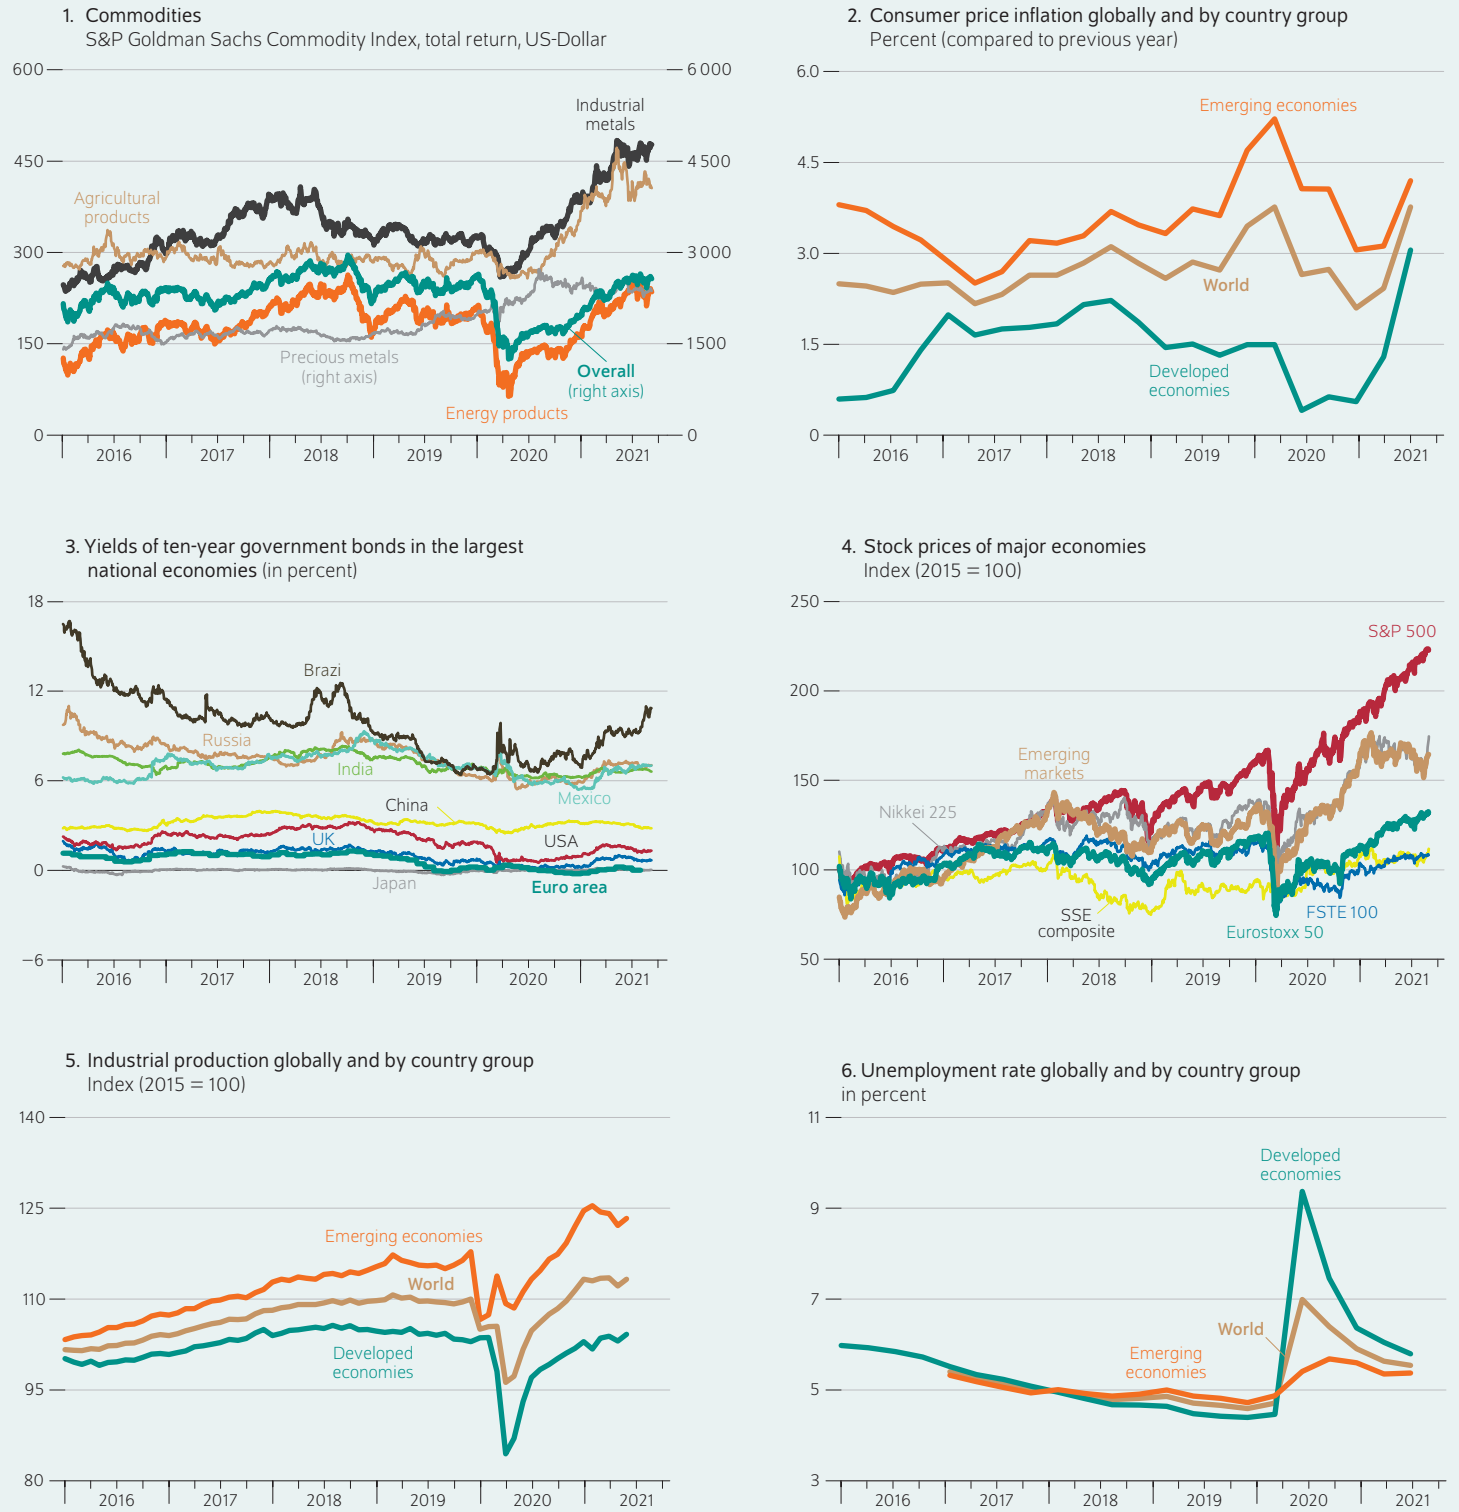 1. Commodities
S&P Goldman Sachs Commodity Index, total return, US-Dollar
600
6 000
Industrial
metals
450
4 500
Agricultural
products
300
3 000
150
1500
Precious metals
(right axis)
Overall
(right axis)
Energy products
0
0
2016 2017 2018 2019 2020 2021
2. Consumer price inflation globally and by country group
Percent (compared to previous year)
6.0
Emerging economies
4.5
3.0
World
1.5
Developed
economies
0
2016 2017 2018 2019 2020 2021
3. Yields of ten-year government bonds in the largest
national economies (in percent)
18
Brazi
12
Russia
India
6
Mexico
China
UK
USA
0
Japan
Euro area
−6
2016 2017 2018 2019 2020 2021
4. Stock prices of major economies
Index (2015 = 100)
250
S&P 500
200
Emerging
markets
150
Nikkei 225
100
SSE
composite
FSTE 100
Eurostoxx 50
50
2016 2017 2018 2019 2020 2021
5. Industrial production globally and by country group
Index (2015 = 100)
140
125
Emerging economies
World
110
Developed
economies
95
80
2016 2017 2018 2019 2020 2021
6. Unemployment rate globally and by country group
in percent
11
Developed
economies
9
7
World
Emerging
economies
5
3
2016 2017 2018 2019 2020 2021